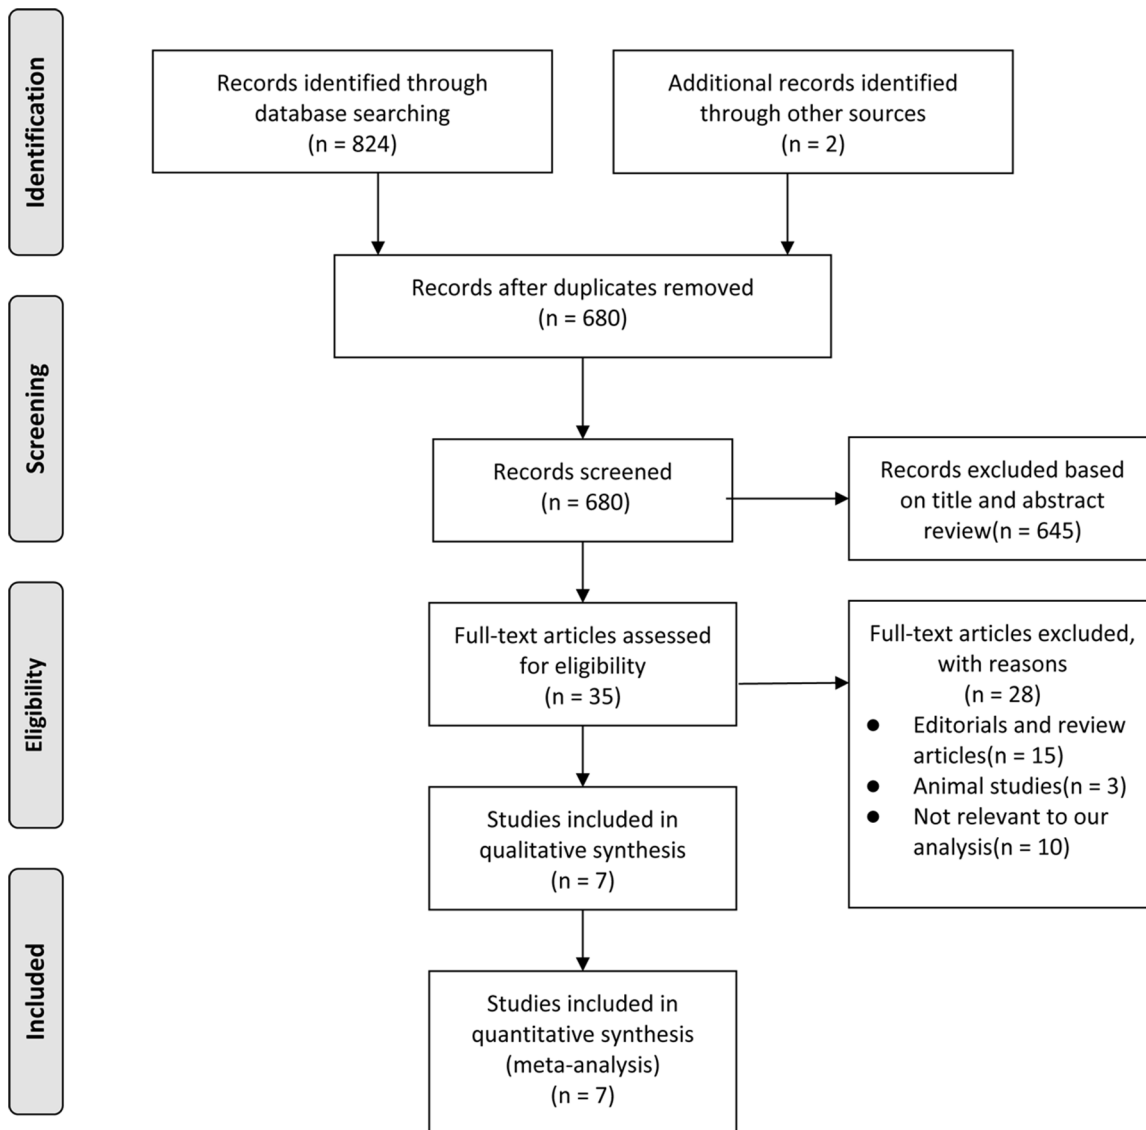 Identification
Records identified through
database searching
(n = 824)
Additional records identified
through other sources
(n = 2)
Records after duplicates removed
(n = 680)
Screening
Records screened
(n = 680)
Records excluded based
on title and abstract
review(n = 645)
Eligibility
Full-text articles assessed
for eligibility
(n = 35)
Full-text articles excluded,
with reasons
(n = 28)
● Editorials and review
articles(n = 15)
● Animal studies(n = 3)
● Not relevant to our
analysis(n = 10)
Studies included in
qualitative synthesis
(n = 7)
Included
Studies included in
quantitative synthesis
(meta-analysis)
(n = 7)